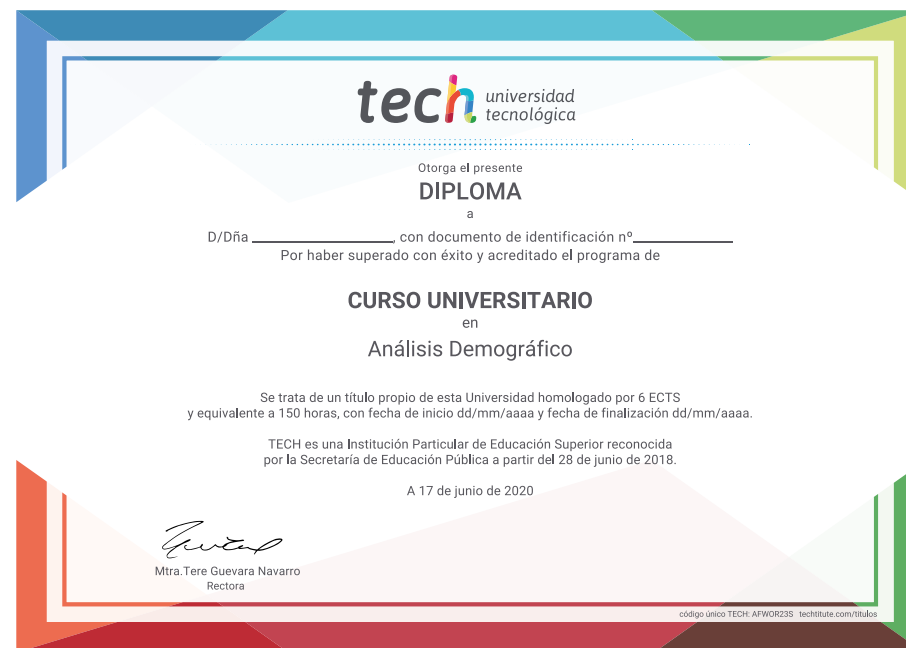 tech universidad
tecnológica
Otorga el presente
DIPLOMA
a
D/Dña ____________________, con documento de identificación nº______________
Por haber superado con éxito y acreditado el programa de
CURSO UNIVERSITARIO
en
Análisis Demográfico
Se trata de un título propio de esta Universidad homologado por 6 ECTS
y equivalente a 150 horas, con fecha de inicio dd/mm/aaaa y fecha de finalización dd/mm/aaaa.
TECH es una Institución Particular de Educación Superior reconocida
por la Secretaría de Educación Pública a partir del 28 de junio de 2018.
A 17 de junio de 2020
Mtra.Tere Guevara Navarro
Rectora
código único TECH: AFWOR23S techtitute.com/titulos